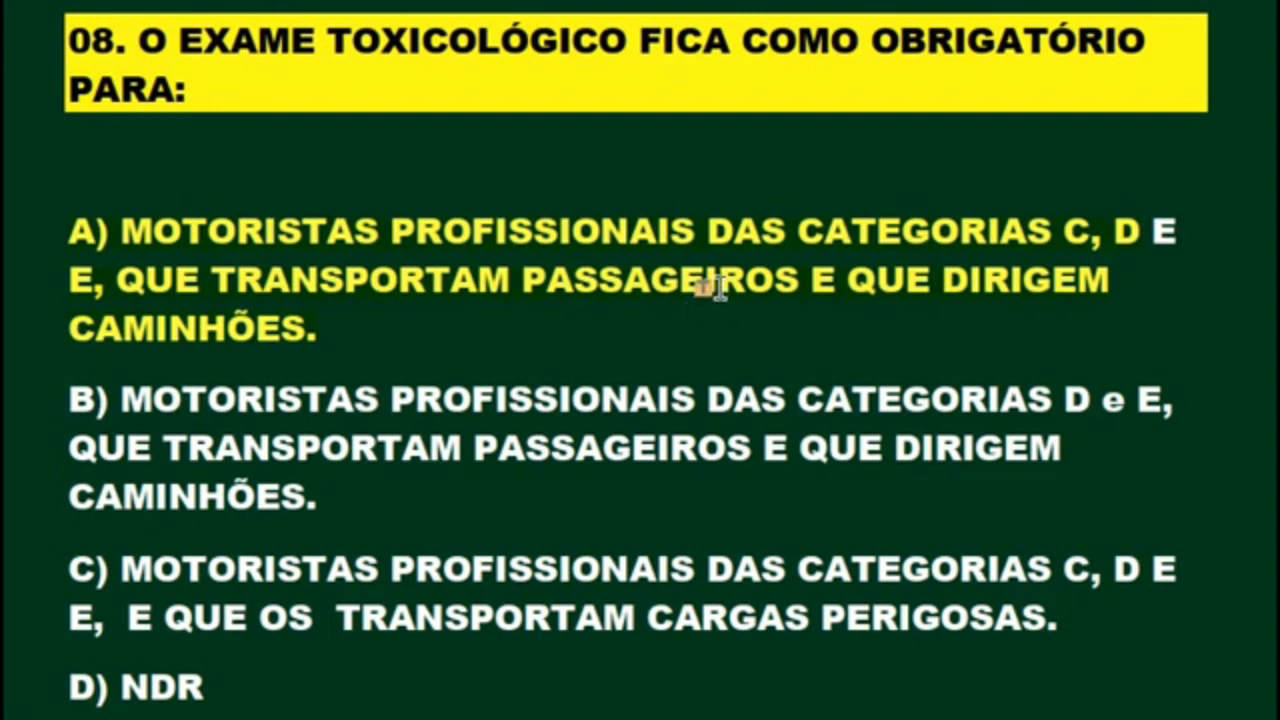 08. O EXAME TOXICOLÓGICO FICA COMO OBRIGATÓRIO
PARA:
A) MOTORISTAS PROFISSIONAIS DAS CATEGORIAS C, D E
E, QUE TRANSPORTAM PASSAGEIROS E QUE DIRIGEM
CAMINHÕES.
B) MOTORISTAS PROFISSIONAIS DAS CATEGORIAS D e E,
QUE TRANSPORTAM PASSAGEIROS E QUE DIRIGEM
CAMINHÕES.
C) MOTORISTAS PROFISSIONAIS DAS CATEGORIAS C, D E
E, E QUE OS TRANSPORTAM CARGAS PERIGOSAS.
D) NDR